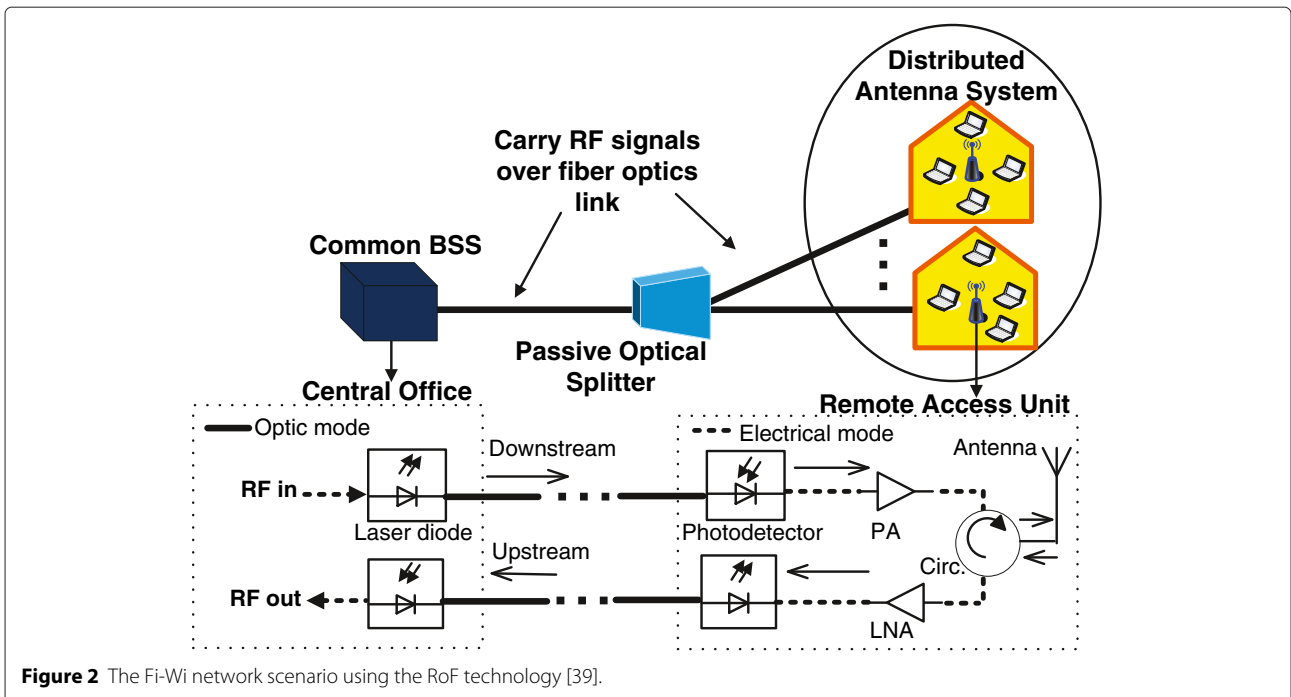 Distributed
Antenna System
Carry RF signals
over fiber optics
link
Common BSS
Passive Optical
Splitter
Central Office
Remote Access Unit
Optic mode
Electrical mode
Downstream
Antenna
RF in
Laser diode
Photodetector
PA
Upstream
Circ.
RF out
LNA
Figure 2 The Fi-Wi network scenario using the RoF technology [39].